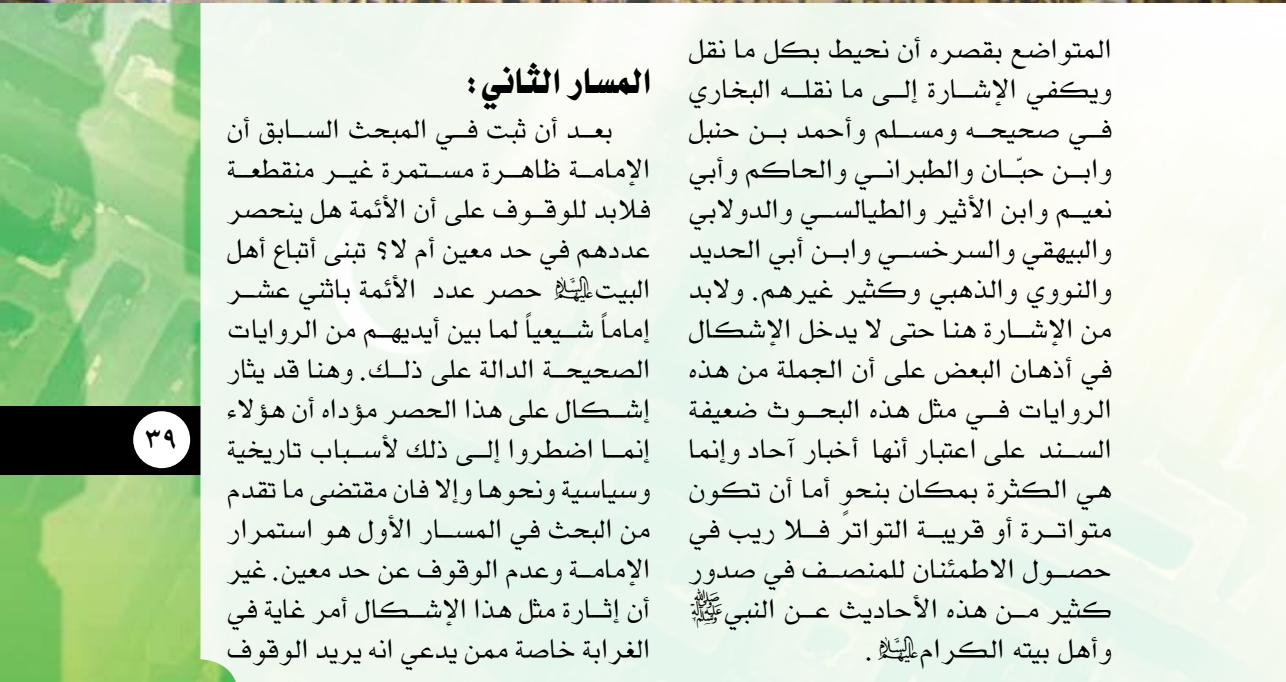 المتواضع بقصره أن نحيط بكل ما نقل
ويكفي الإشارة إلى ما نقله البخاري
في صحيحه ومسلم وأحمد بن حنبل
وابن حبّان والطبراني والحاكم وأبي
نعيم وابن الأثير والطيالسي والدولابي
والبيهقي والسرخسي وابن أبي الحديد
والنووي والذهبي وكثير غيرهم. ولابد
من الإشارة هنا حتى لا يدخل الإشكال
في أذهان البعض على أن الجملة من هذه
الروايات في مثل هذه البحوث ضعيفة
السند على اعتبار أنها أخبار آحاد وإنما
هي الكثرة بمكان بنحوٍ أما أن تكون
متواترة أو قريبة التواتر فلا ريب في
حصول الاطمئنان للمنصف في صدور
كثير من هذه الأحاديث عن النبي ﷺ
وأهل بيته الكرام عليهم السلام.
المسار الثاني:
بعد أن ثبت في المبحث السابق أن
الإمامة ظاهرة مستمرة غير منقطعة
فلابد للوقوف على أن الأئمة هل ينحصر
عددهم في حد معين أم لا؟ تبنى أتباع أهل
البيت عليهم السلام حصر عدد الأئمة باثني عشر
إماماً شيعياً لما بين أيديهم من الروايات
الصحيحة الدالة على ذلك. وهنا قد يثار
إشكال على هذا الحصر مؤداه أن هؤلاء
إنما اضطروا إلى ذلك لأسباب تاريخية
وسياسية ونحوها وإلا فان مقتضى ما تقدم
من البحث في المسار الأول هو استمرار
الإمامة وعدم الوقوف عن حد معين. غير
أن إثارة مثل هذا الإشكال أمر غاية في
الغرابة خاصة ممن يدعي انه يريد الوقوف
٣٩